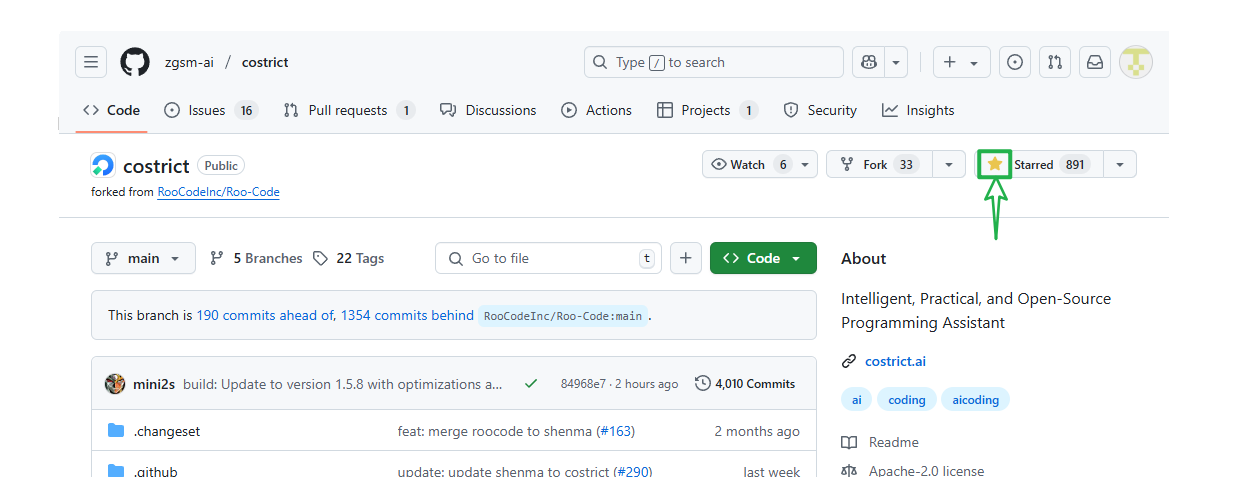 zgsm-ai / costrict
Type / to search
Code Issues 16 Pull requests 1 Discussions Actions Projects 1 Security Insights
costrict Public
Watch 6 Fork 33 Starred 891
forked from RooCodeInc/Roo-Code
main 5 Branches 22 Tags Go to file t Code
This branch is 190 commits ahead of, 1354 commits behind RooCodeInc/Roo-Code:main .
mini2s build: Update to version 1.5.8 with optimizations a... 84968e7 · 2 hours ago 4,010 Commits
.changeset feat: merge roocode to shenma (#163) 2 months ago
.github update: update shenma to costrict (#290) last week
About
Intelligent, Practical, and Open-Source
Programming Assistant
costrict.ai
ai coding aicoding
Readme
Apache-2.0 license